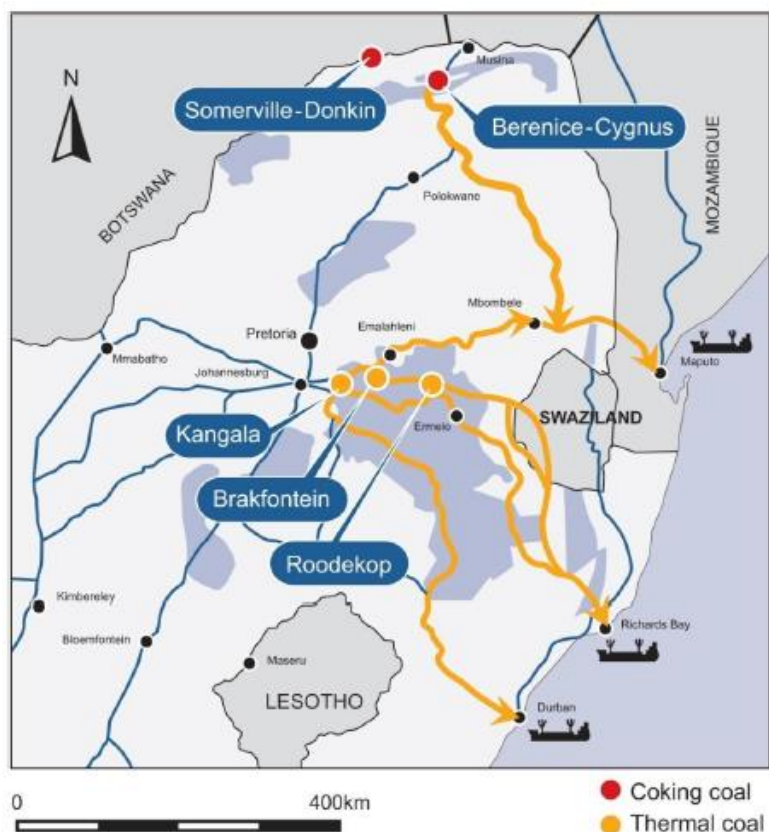 Musina
N
Somerville-Donkin
Berenice-Cygnus
MOZAMBIQUE
BOTSWANA
Polokwane
Mbombele
Pretoria
Emalahleni
Mmabatho
Johannesburg
Maputo
SWAZILAND
Kangala
Ermelo
Brakfontein
Roodekop
Kimbereley
Richards Bay
Bloemfontein
Maseru
LESOTHO
Durban
0 400km
Coking coal
Thermal coal